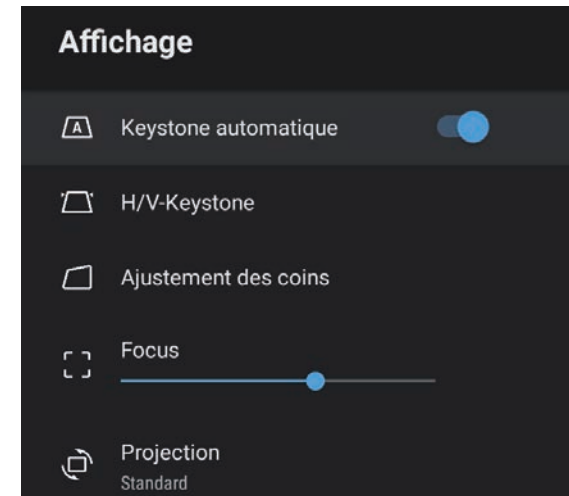 Affichage
A
Keystone automatique
H/V-Keystone
Ajustement des coins
Focus
Projection
Standard